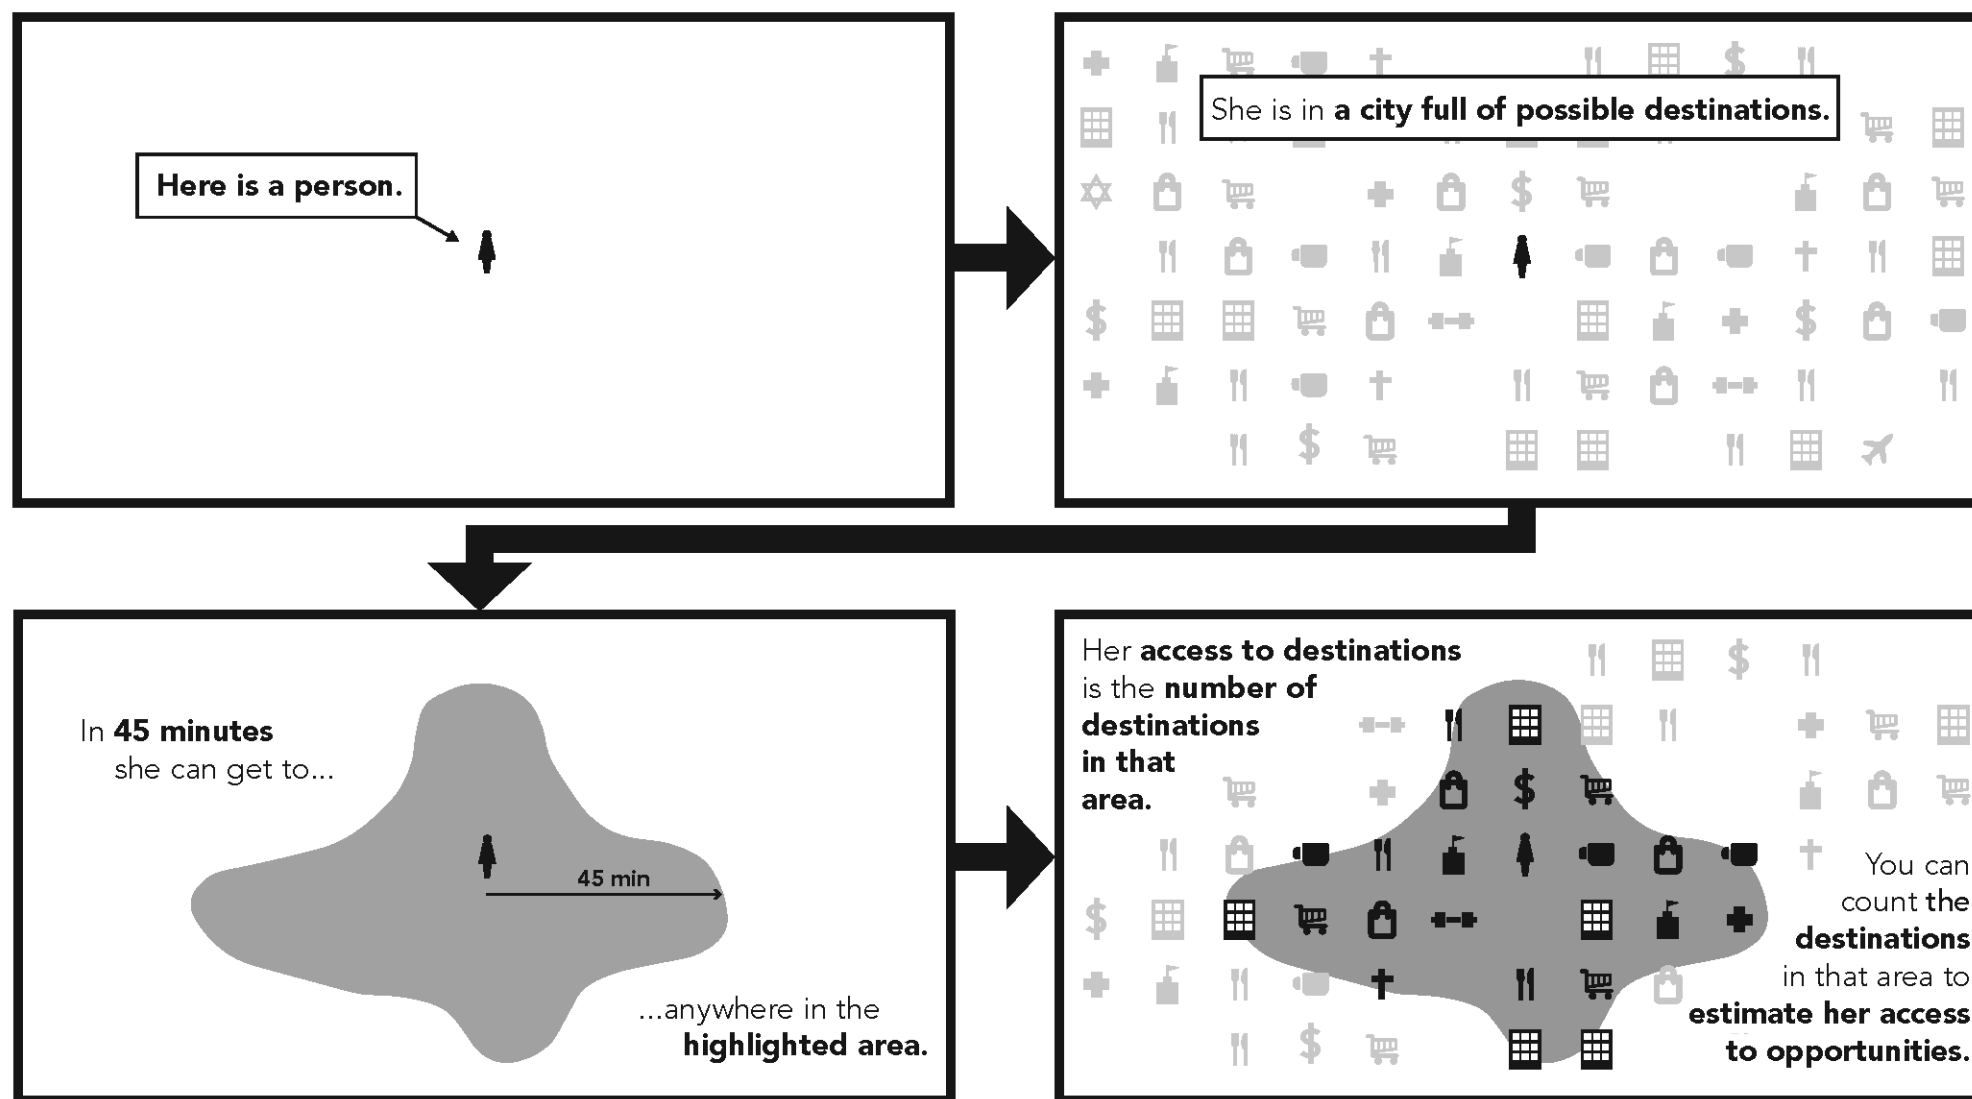 Here is a person.
She is in a city full of possible destinations.
In 45 minutes
she can get to...
45 min
...anywhere in the
highlighted area.
Her access to destinations
is the number of
destinations
in that
area.
You can
count the
destinations
in that area to
estimate her access
to opportunities.